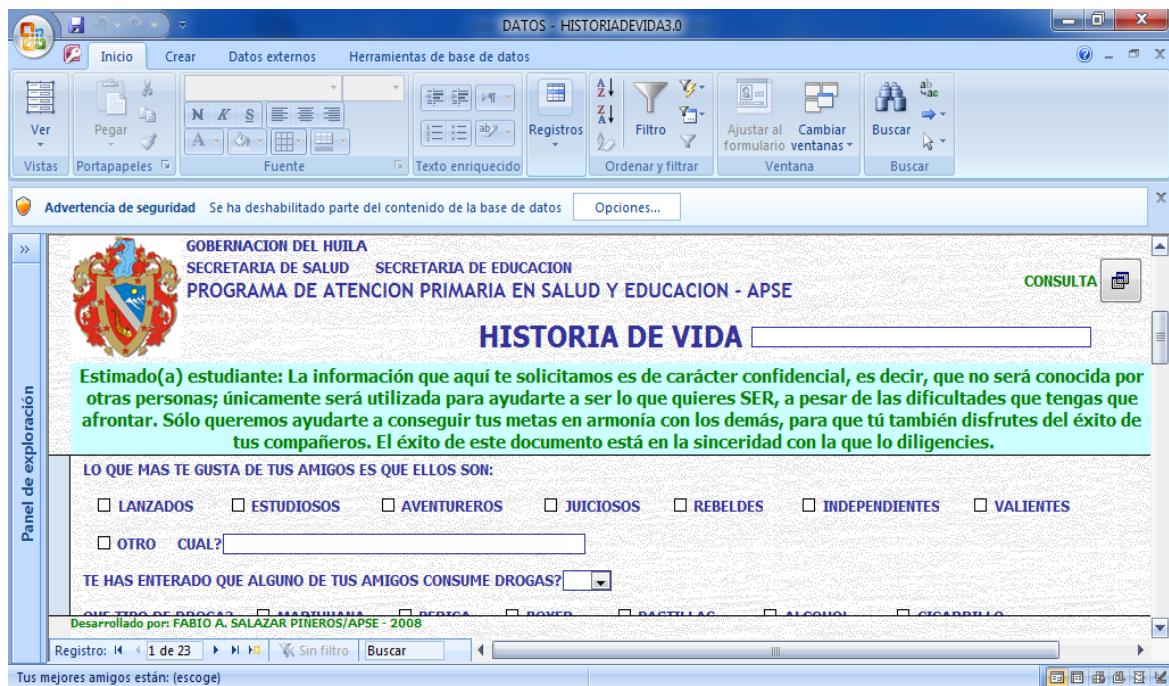 DATOS - HISTORIADEVIDA3.0
Inicio Crear Datos externos Herramientas de base de datos
Ver Pegar N K S A Registros Filtro Ajustar al formulario Cambiar ventanas Buscar
Vistas Portapapeles Fuente Texto enriquecido Ordenar y filtrar Ventana Buscar
Advertencia de seguridad Se ha deshabilitado parte del contenido de la base de datos Opciones...
Panel de exploración
GOBERNACION DEL HUILA
SECRETARIA DE SALUD SECRETARIA DE EDUCACION
PROGRAMA DE ATENCION PRIMARIA EN SALUD Y EDUCACION - APSE
CONSULTA
HISTORIA DE VIDA
Estimado(a) estudiante: La información que aquí te solicitamos es de carácter confidencial, es decir, que no será conocida por
otras personas; únicamente será utilizada para ayudarte a ser lo que quieres SER, a pesar de las dificultades que tengas que
afrontar. Sólo queremos ayudarte a conseguir tus metas en armonía con los demás, para que tú también disfrutes del éxito de
tus compañeros. El éxito de este documento está en la sinceridad con la que lo diligencies.
LO QUE MAS TE GUSTA DE TUS AMIGOS ES QUE ELLOS SON:
LANZADOS ESTUDIOSOS AVENTUREROS JUICIOSOS REBELDES INDEPENDIENTES VALIENTES
OTRO CUAL?
TE HAS ENTERADO QUE ALGUNO DE TUS AMIGOS CONSUME DROGAS?
QUE TIPO DE DROGA? MARIHUANA PERICA BOXER PASTILLAS ALCOHOL CIGARRILLO
Desarrollado por: FABIO A. SALAZAR PIÑEROS/APSE - 2008
Registro: 1 de 23 Sin filtro Buscar
Tus mejores amigos están: (escoge)